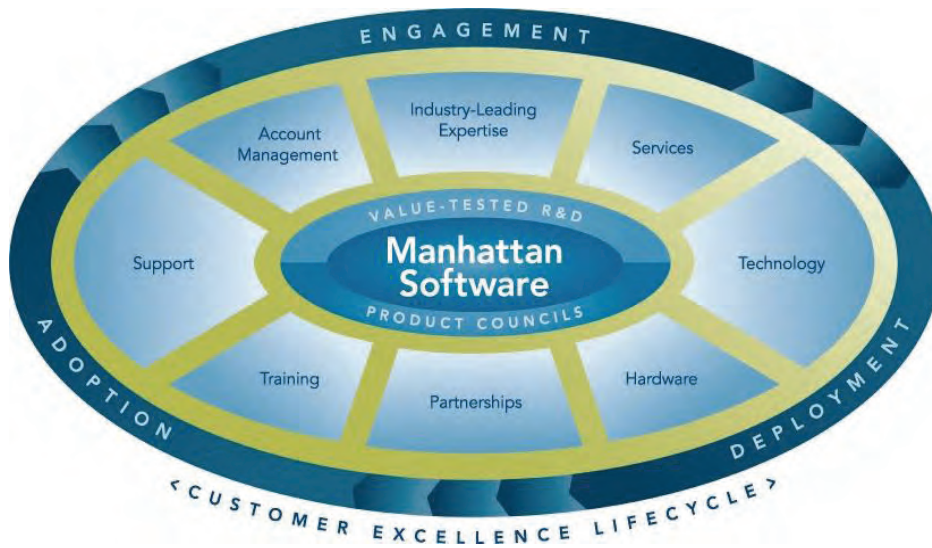 ENGAGEMENT
Industry-Leading
Expertise
Account
Management
Services
VALUE-TESTED R&D
Manhattan
Software
PRODUCT COUNCILS
Support
Technology
Training
Partnerships
Hardware
ADOPTION
DEPLOYMENT
<CUSTOMER EXCELLENCE LIFECYCLE>